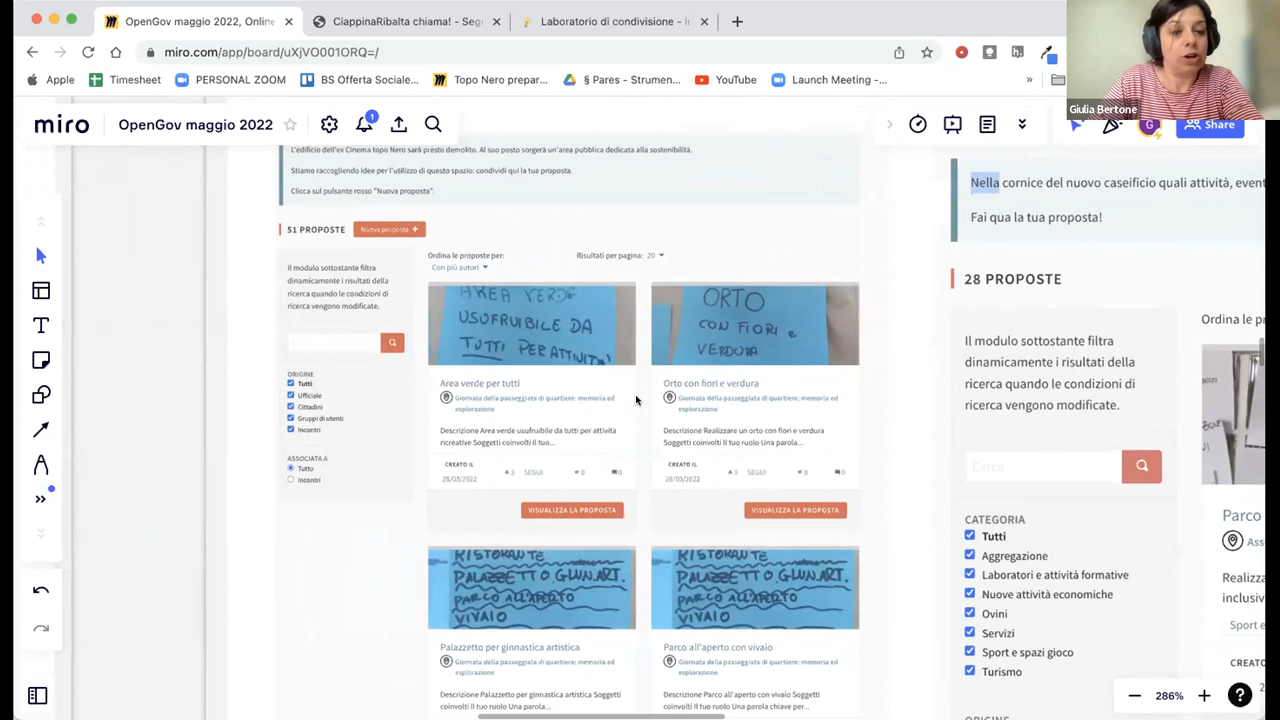 OpenGov maggio 2022, Online
CiappinaRibalta chiama! - Seg
Laboratorio di condivisione - I
miro.com/app/board/uXjVO001ORQ=/
Apple
Timesheet
PERSONAL ZOOM
BS Offerta Sociale...
Topo Nero prepar...
§ Pares - Strumen...
YouTube
Launch Meeting -...
»
Giulia Bertone
miro
OpenGov maggio 2022
1
G
Share
L'edificio dell'ex Cinema topo Nero sarà presto demolito. Al suo posto sorgerà un'area pubblica dedicata alla sostenibilità.
Stiamo raccogliendo idee per l'utilizzo di questo spazio: condividi qui la tua proposta.
Clicca sul pulsante rosso "Nuova proposta".
51 PROPOSTE
Nuova proposta +
Il modulo sottostante filtra
dinamicamente i risultati della
ricerca quando le condizioni di
ricerca vengono modificate.
ORIGINE
Tutti
Ufficiale
Cittadini
Gruppi di utenti
Incontri
ASSOCIATA A
Tutto
Incontri
Ordina le proposte per:
Con più autori
Risultati per pagina: 20
AREA VERDE
USUFRUIBILE DA
TUTTI PER ATTIVITA'
Area verde per tutti
Giornata della passeggiata di quartiere: memoria ed
esplorazione
Descrizione Area verde usufruibile da tutti per attività
ricreative Soggetti coinvolti Il tuo...
CREATO IL
28/03/2022
3 SEGUI 0 0
VISUALIZZA LA PROPOSTA
ORTO
CON FIORI e
VERDURA
Orto con fiori e verdura
Giornata della passeggiata di quartiere: memoria ed
esplorazione
Descrizione Realizzare un orto con fiori e verdura
Soggetti coinvolti Il tuo ruolo Una parola...
CREATO IL
28/03/2022
3 SEGUI 0 0
VISUALIZZA LA PROPOSTA
RISTORANTE
PALAZZETTO GINN.ART.
PARCO ALL'APERTO
VIVAIO
Palazzetto per ginnastica artistica
Giornata della passeggiata di quartiere: memoria ed
esplorazione
Descrizione Palazzetto per ginnastica artistica Soggetti
coinvolti Il tuo ruolo Una parola...
RISTORANTE
PALAZZETTO GINN.ART.
PARCO ALL'APERTO
VIVAIO
Parco all'aperto con vivaio
Giornata della passeggiata di quartiere: memoria ed
esplorazione
Descrizione Parco all'aperto con vivaio Soggetti
coinvolti Il tuo ruolo Una parola chiave per...
Nella cornice del nuovo caseificio quali attività, event
Fai qua la tua proposta!
28 PROPOSTE
Il modulo sottostante filtra
dinamicamente i risultati della
ricerca quando le condizioni di
ricerca vengono modificate.
Cerca
CATEGORIA
Tutti
Aggregazione
Laboratori e attività formative
Nuove attività economiche
Ovini
Servizi
Sport e spazi gioco
Turismo
ORIGINE
Ordina le pr
Parco
Ass
Realizza
inclusiv
Sport e
CREATO
286%